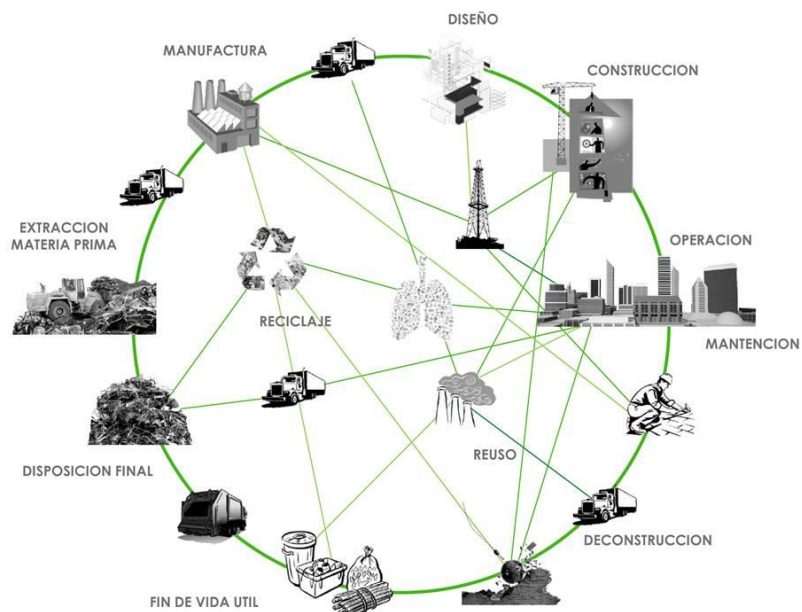 DISEÑO
MANUFACTURA
CONSTRUCCION
EXTRACCION
MATERIA PRIMA
OPERACION
RECICLAJE
MANTENCION
REUSO
DISPOSICION FINAL
DECONSTRUCCION
FIN DE VIDA UTIL